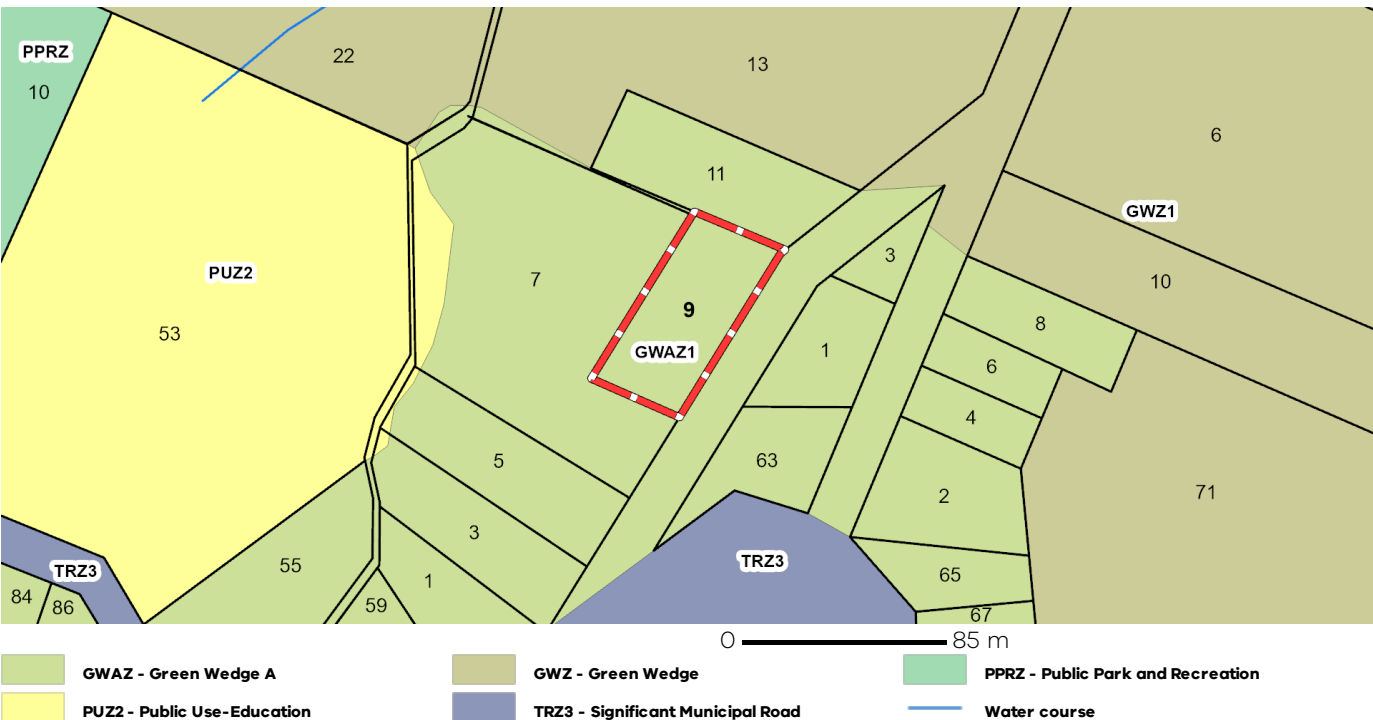 PPRZ
22
13
10
6
11
GWZ1
3
PUZ2
7
10
9
8
53
GWAZ1
1
6
4
5
63
2
71
3
TRZ3
55
TRZ3
65
1
84
86
59
67
0 85 m
GWAZ - Green Wedge A
GWZ - Green Wedge
PPRZ - Public Park and Recreation
PUZ2 - Public Use-Education
TRZ3 - Significant Municipal Road
Water course